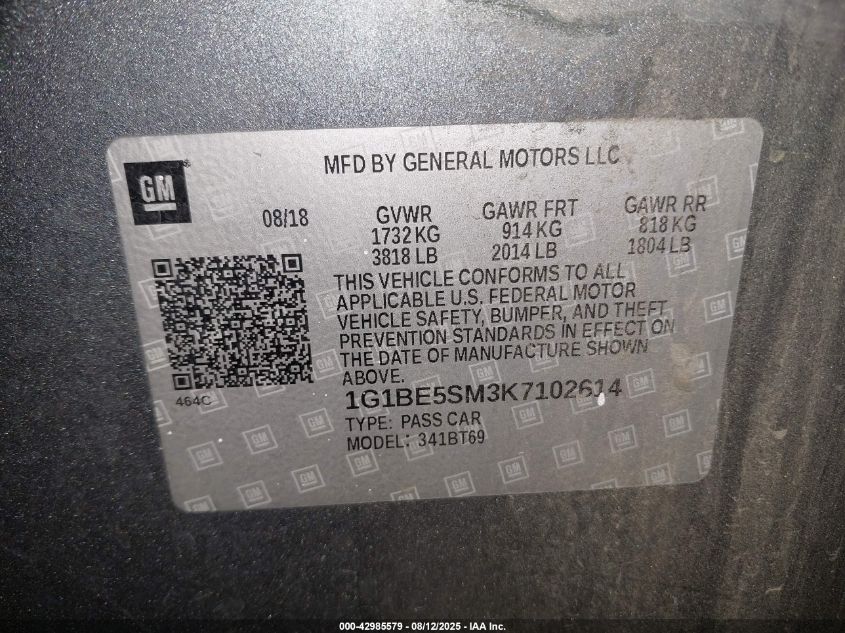 MFD BY GENERAL MOTORS LLC
GM
08/18
GVWR GAWR FRT GAWR RR
1732 KG 914 KG 818 KG
3818 LB 2014 LB 1804 LB
THIS VEHICLE CONFORMS TO ALL
APPLICABLE U.S. FEDERAL MOTOR
VEHICLE SAFETY, BUMPER, AND THEFT
PREVENTION STANDARDS IN EFFECT ON
THE DATE OF MANUFACTURE SHOWN
ABOVE.
464C
1G1BE5SM3K7102614
TYPE: PASS CAR
MODEL: 341BT69
000-42985579 - 08/12/2025 - IAA Inc.